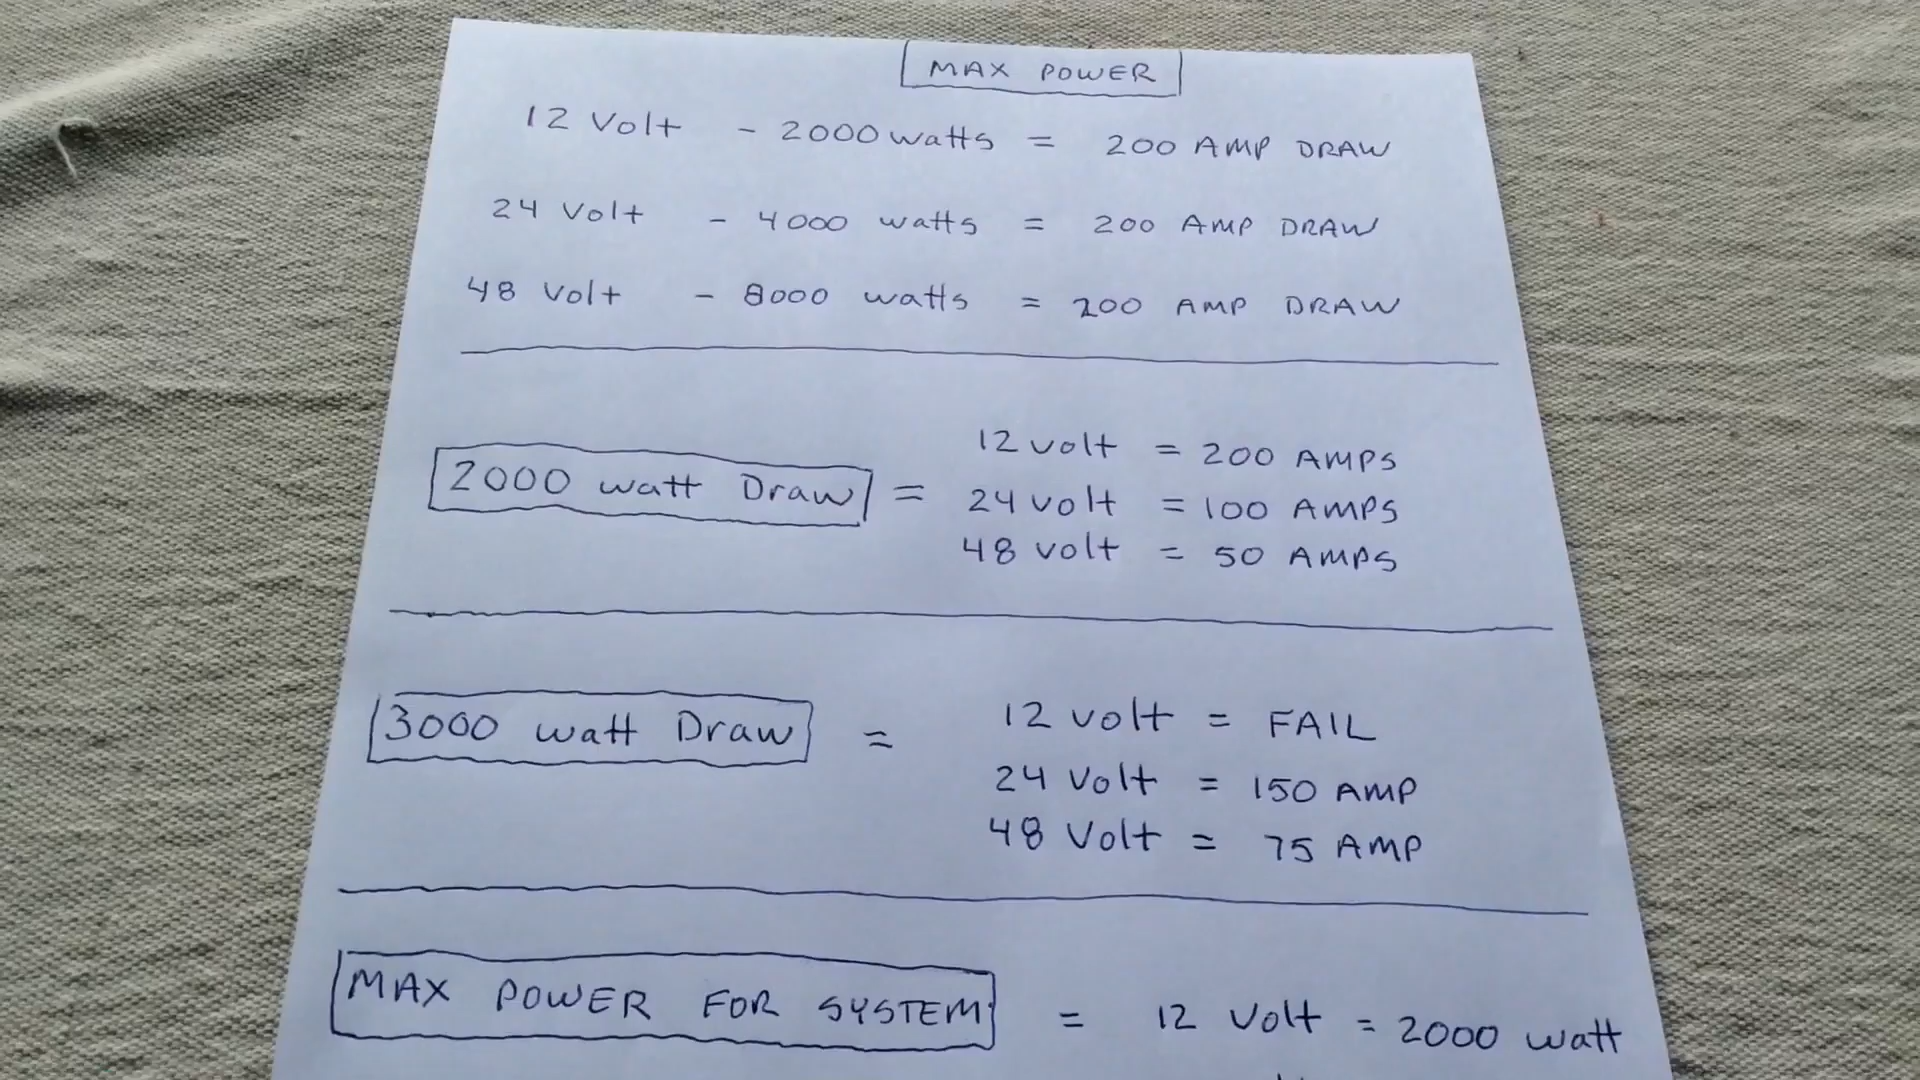 MAX POWER
12 Volt - 2000 watts = 200 AMP DRAW
24 Volt - 4000 watts = 200 AMP DRAW
48 Volt - 8000 watts = 200 AMP DRAW
2000 watt Draw =
12 volt = 200 AMPS
24 volt = 100 AMPS
48 volt = 50 AMPS
3000 watt Draw =
12 volt = FAIL
24 Volt = 150 AMP
48 Volt = 75 AMP
MAX POWER FOR SYSTEM = 12 Volt = 2000 watt